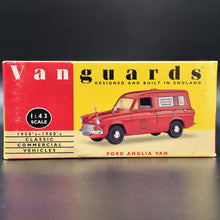 Vanguards
DESIGNED AND BUILT IN ENGLAND
1:43
SCALE
1950's-1960's
CLASSIC
COMMERCIAL
VEHICLES
FORD ANGLIA VAN